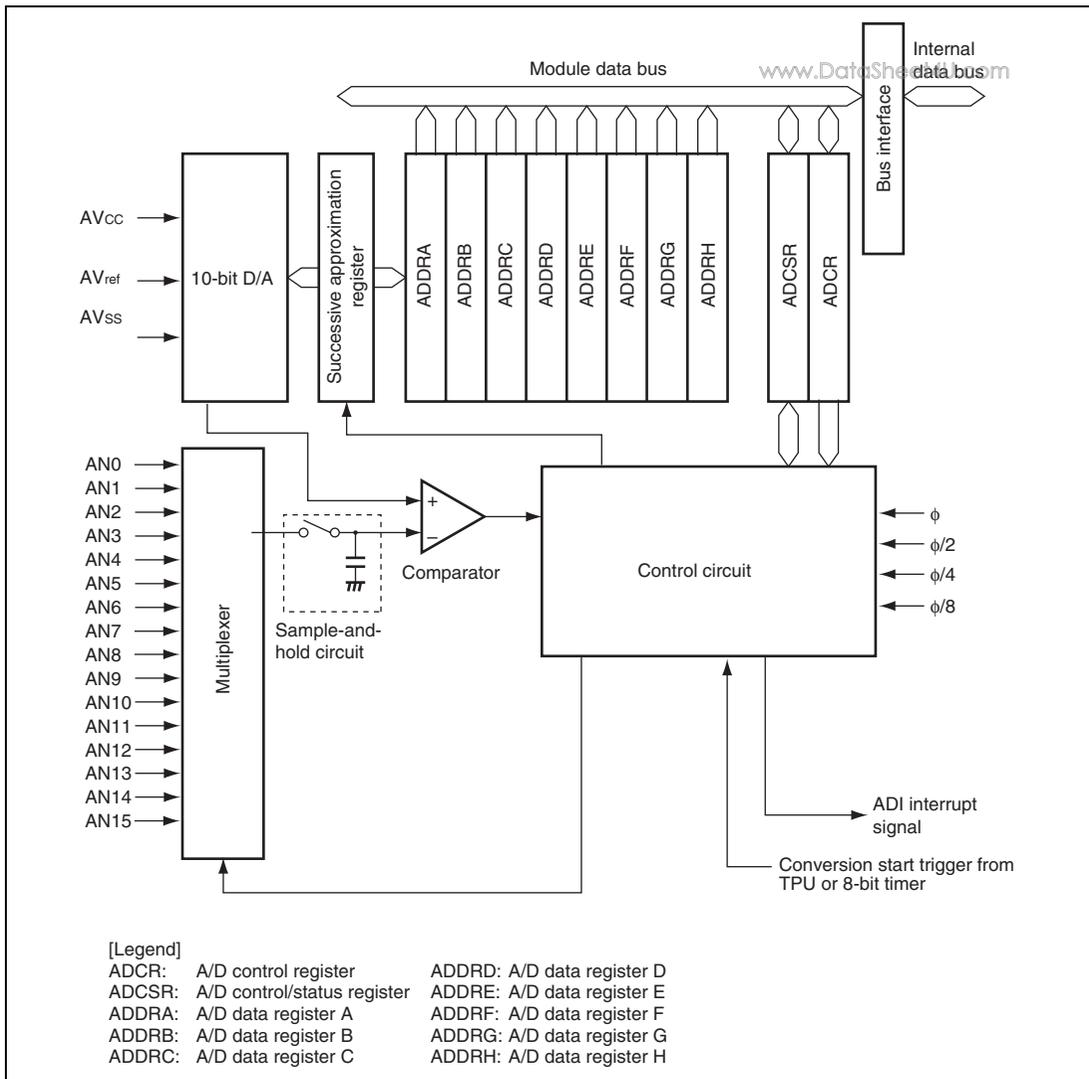 Module data bus
www.DataSheet4U.com
Internal
data bus
Bus interface
AVCC
AVref
AVSS
10-bit D/A
Successive approximation
register
ADDRA
ADDRB
ADDRC
ADDRD
ADDRE
ADDRF
ADDRG
ADDRH
ADCSR
ADCR
AN0
AN1
AN2
AN3
AN4
AN5
AN6
AN7
AN8
AN9
AN10
AN11
AN12
AN13
AN14
AN15
Multiplexer
+
−
Comparator
Sample-and-
hold circuit
Control circuit
ϕ
ϕ/2
ϕ/4
ϕ/8
ADI interrupt
signal
Conversion start trigger from
TPU or 8-bit timer
[Legend]
ADCR: A/D control register
ADCSR: A/D control/status register
ADDRA: A/D data register A
ADDRB: A/D data register B
ADDRC: A/D data register C
ADDRD: A/D data register D
ADDRE: A/D data register E
ADDRF: A/D data register F
ADDRG: A/D data register G
ADDRH: A/D data register H